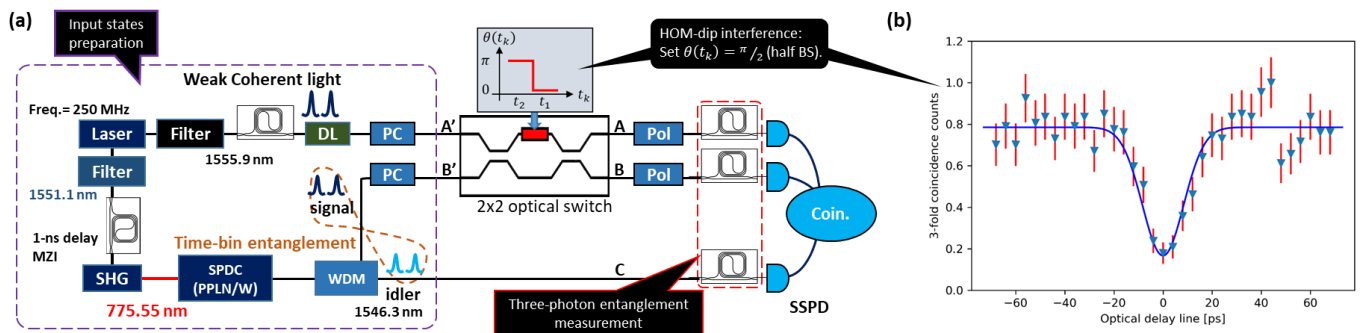 (a)
Input states
preparation
Weak Coherent light
Freq.= 250 MHz
Laser
Filter
DL
PC
1555.9 nm
Filter
1551.1 nm
PC
signal
1-ns delay
MZI
Time-bin entanglement
SHG
775.55 nm
SPDC
(PPLN/W)
WDM
idler
1546.3 nm
θ(t_k)
π
0
t_2
t_1
t_k
HOM-dip interference:
Set θ(t_k) = π/2 (half BS).
A'
B'
2x2 optical switch
A
B
C
Pol
Pol
Coin.
SSPD
Three-photon entanglement
measurement
(b)
3-fold coincidence counts
1.2
1.0
0.8
0.6
0.4
0.2
0.0
−60
−40
−20
0
20
40
60
Optical delay line [ps]